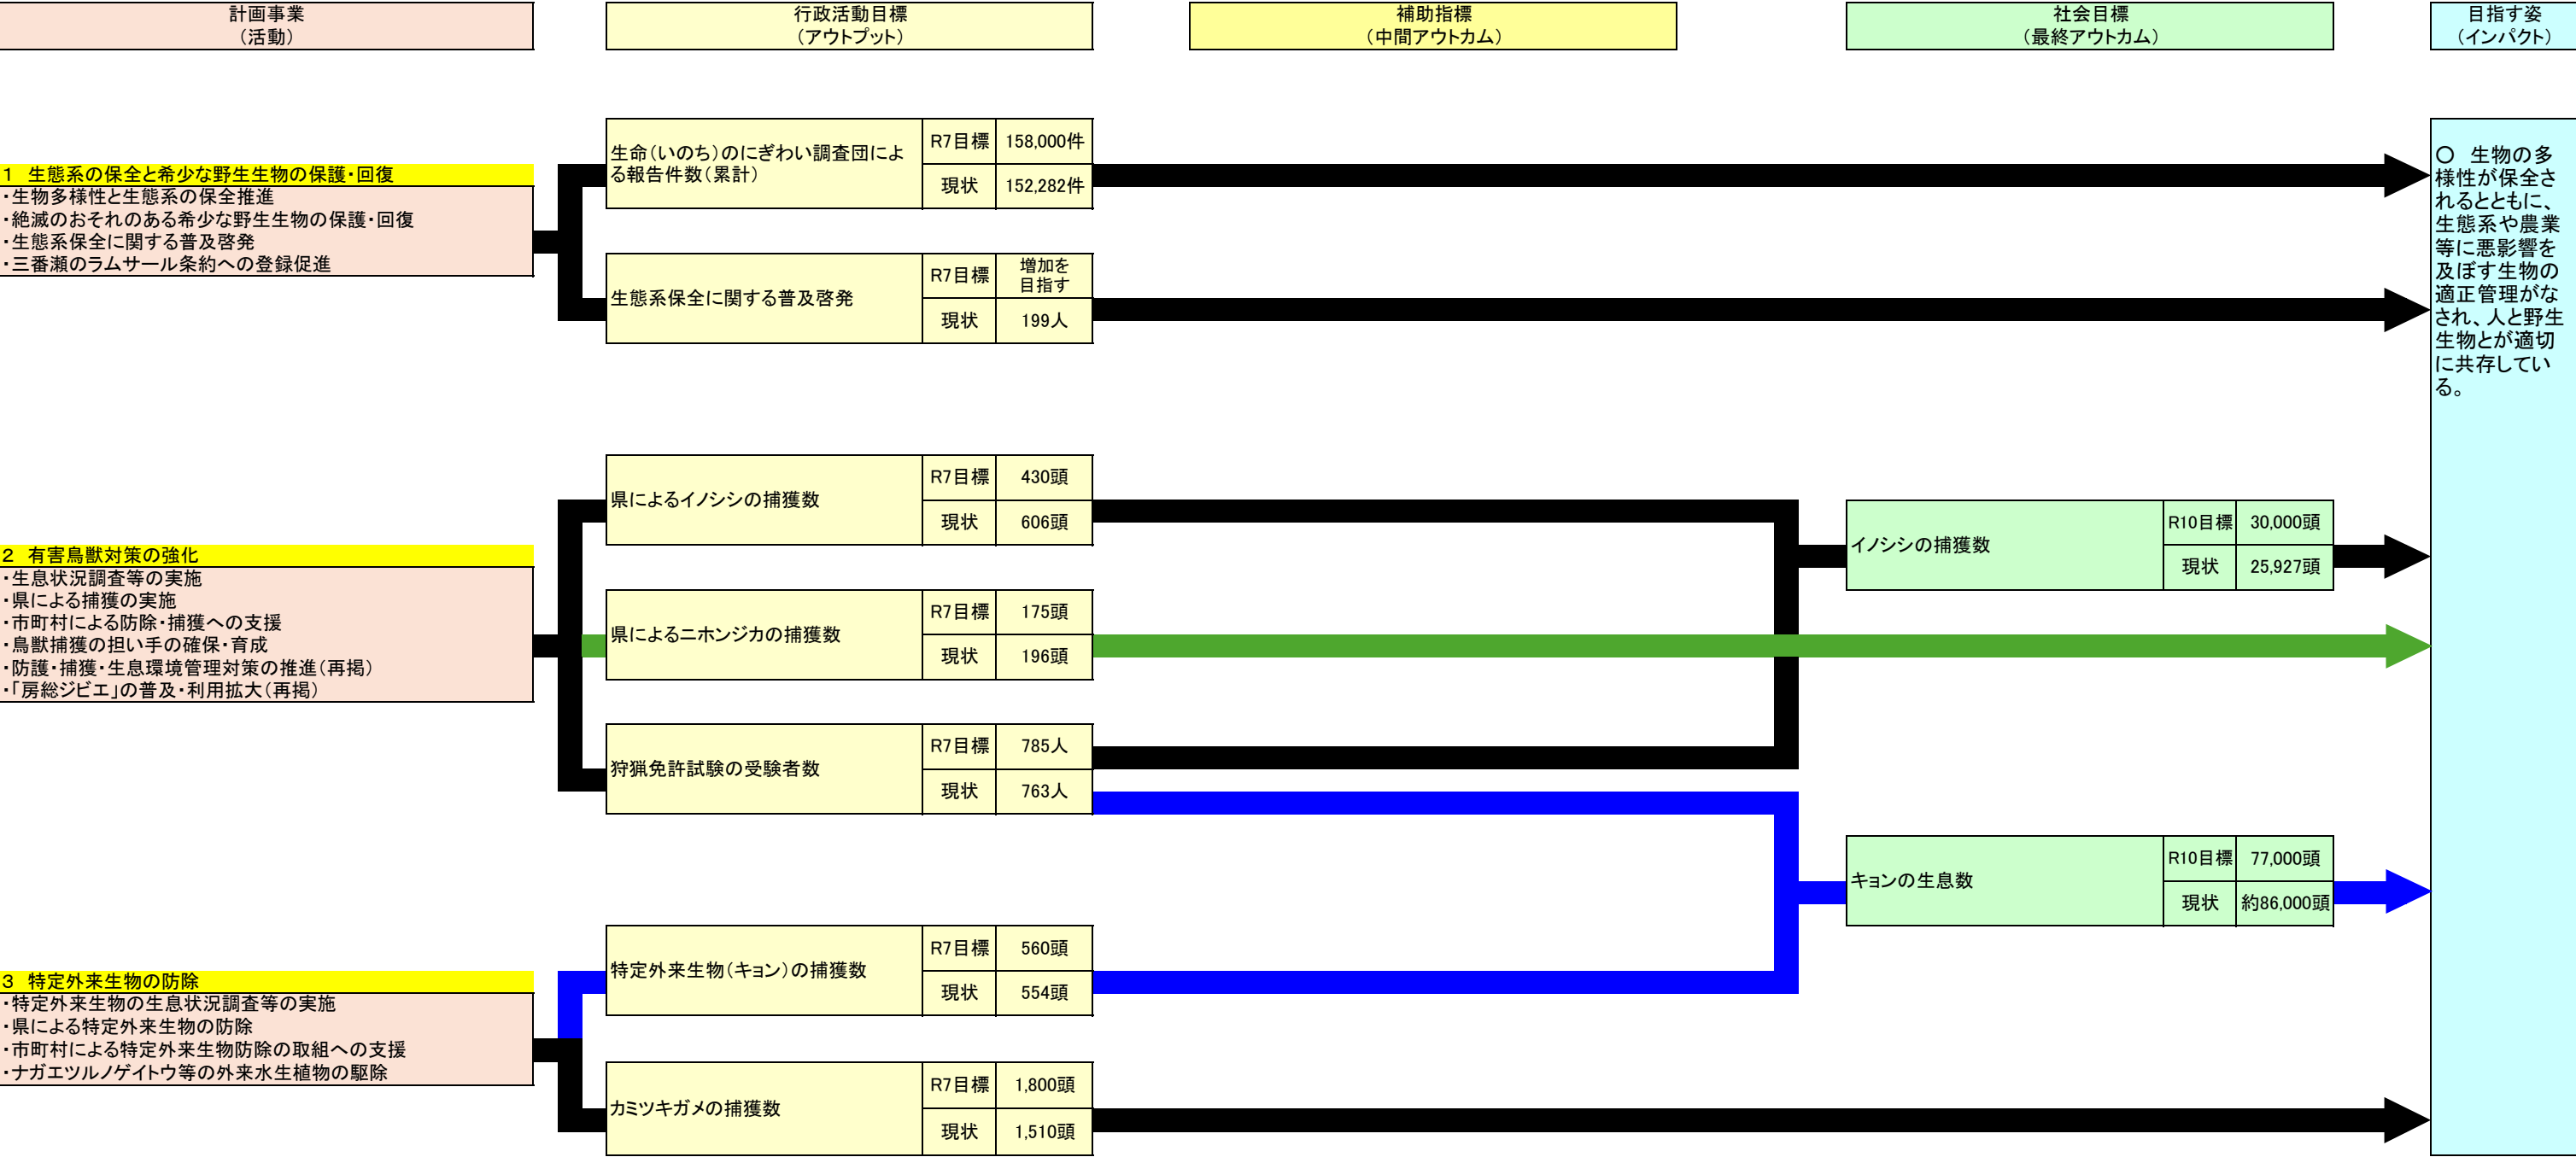 計画事業
（活動）
行政活動目標
（アウトプット）
補助指標
（中間アウトカム）
社会目標
（最終アウトカム）
目指す姿
（インパクト）
１　生態系の保全と希少な野生生物の保護・回復
・生物多様性と生態系の保全推進
・絶滅のおそれのある希少な野生生物の保護・回復
・生態系保全に関する普及啓発
・三番瀬のラムサール条約への登録促進
生命（いのち）のにぎわい調査団によ
る報告件数（累計）
R7目標
158,000件
現状
152,282件
生態系保全に関する普及啓発
R7目標
増加を
目指す
現状
199人
２　有害鳥獣対策の強化
・生息状況調査等の実施
・県による捕獲の実施
・市町村による防除・捕獲への支援
・鳥獣捕獲の担い手の確保・育成
・防護・捕獲・生息環境管理対策の推進（再掲）
・「房総ジビエ」の普及・利用拡大（再掲）
県によるイノシシの捕獲数
R7目標
430頭
現状
606頭
県によるニホンジカの捕獲数
R7目標
175頭
現状
196頭
狩猟免許試験の受験者数
R7目標
785人
現状
763人
イノシシの捕獲数
R10目標
30,000頭
現状
25,927頭
３　特定外来生物の防除
・特定外来生物の生息状況調査等の実施
・県による特定外来生物の防除
・市町村による特定外来生物防除の取組への支援
・ナガエツルノゲイトウ等の外来水生植物の駆除
特定外来生物（キョン）の捕獲数
R7目標
560頭
現状
554頭
カミツキガメの捕獲数
R7目標
1,800頭
現状
1,510頭
キョンの生息数
R10目標
77,000頭
現状
約86,000頭
〇　生物の多
様性が保全さ
れるとともに、
生態系や農業
等に悪影響を
及ぼす生物の
適正管理がな
され、人と野生
生物とが適切
に共存してい
る。